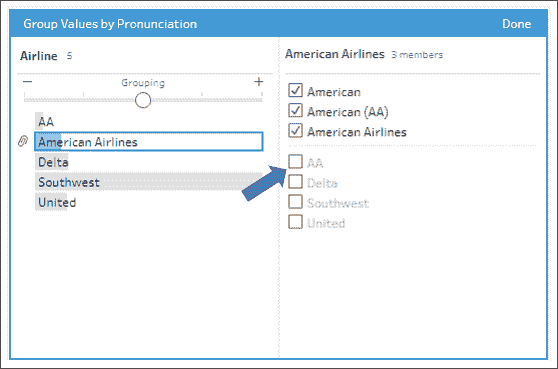 Group Values by Pronunciation Done
Airline 5
Grouping
AA
American Airlines
Delta
Southwest
United
American Airlines 3 members
American
American (AA)
American Airlines
AA
Delta
Southwest
United